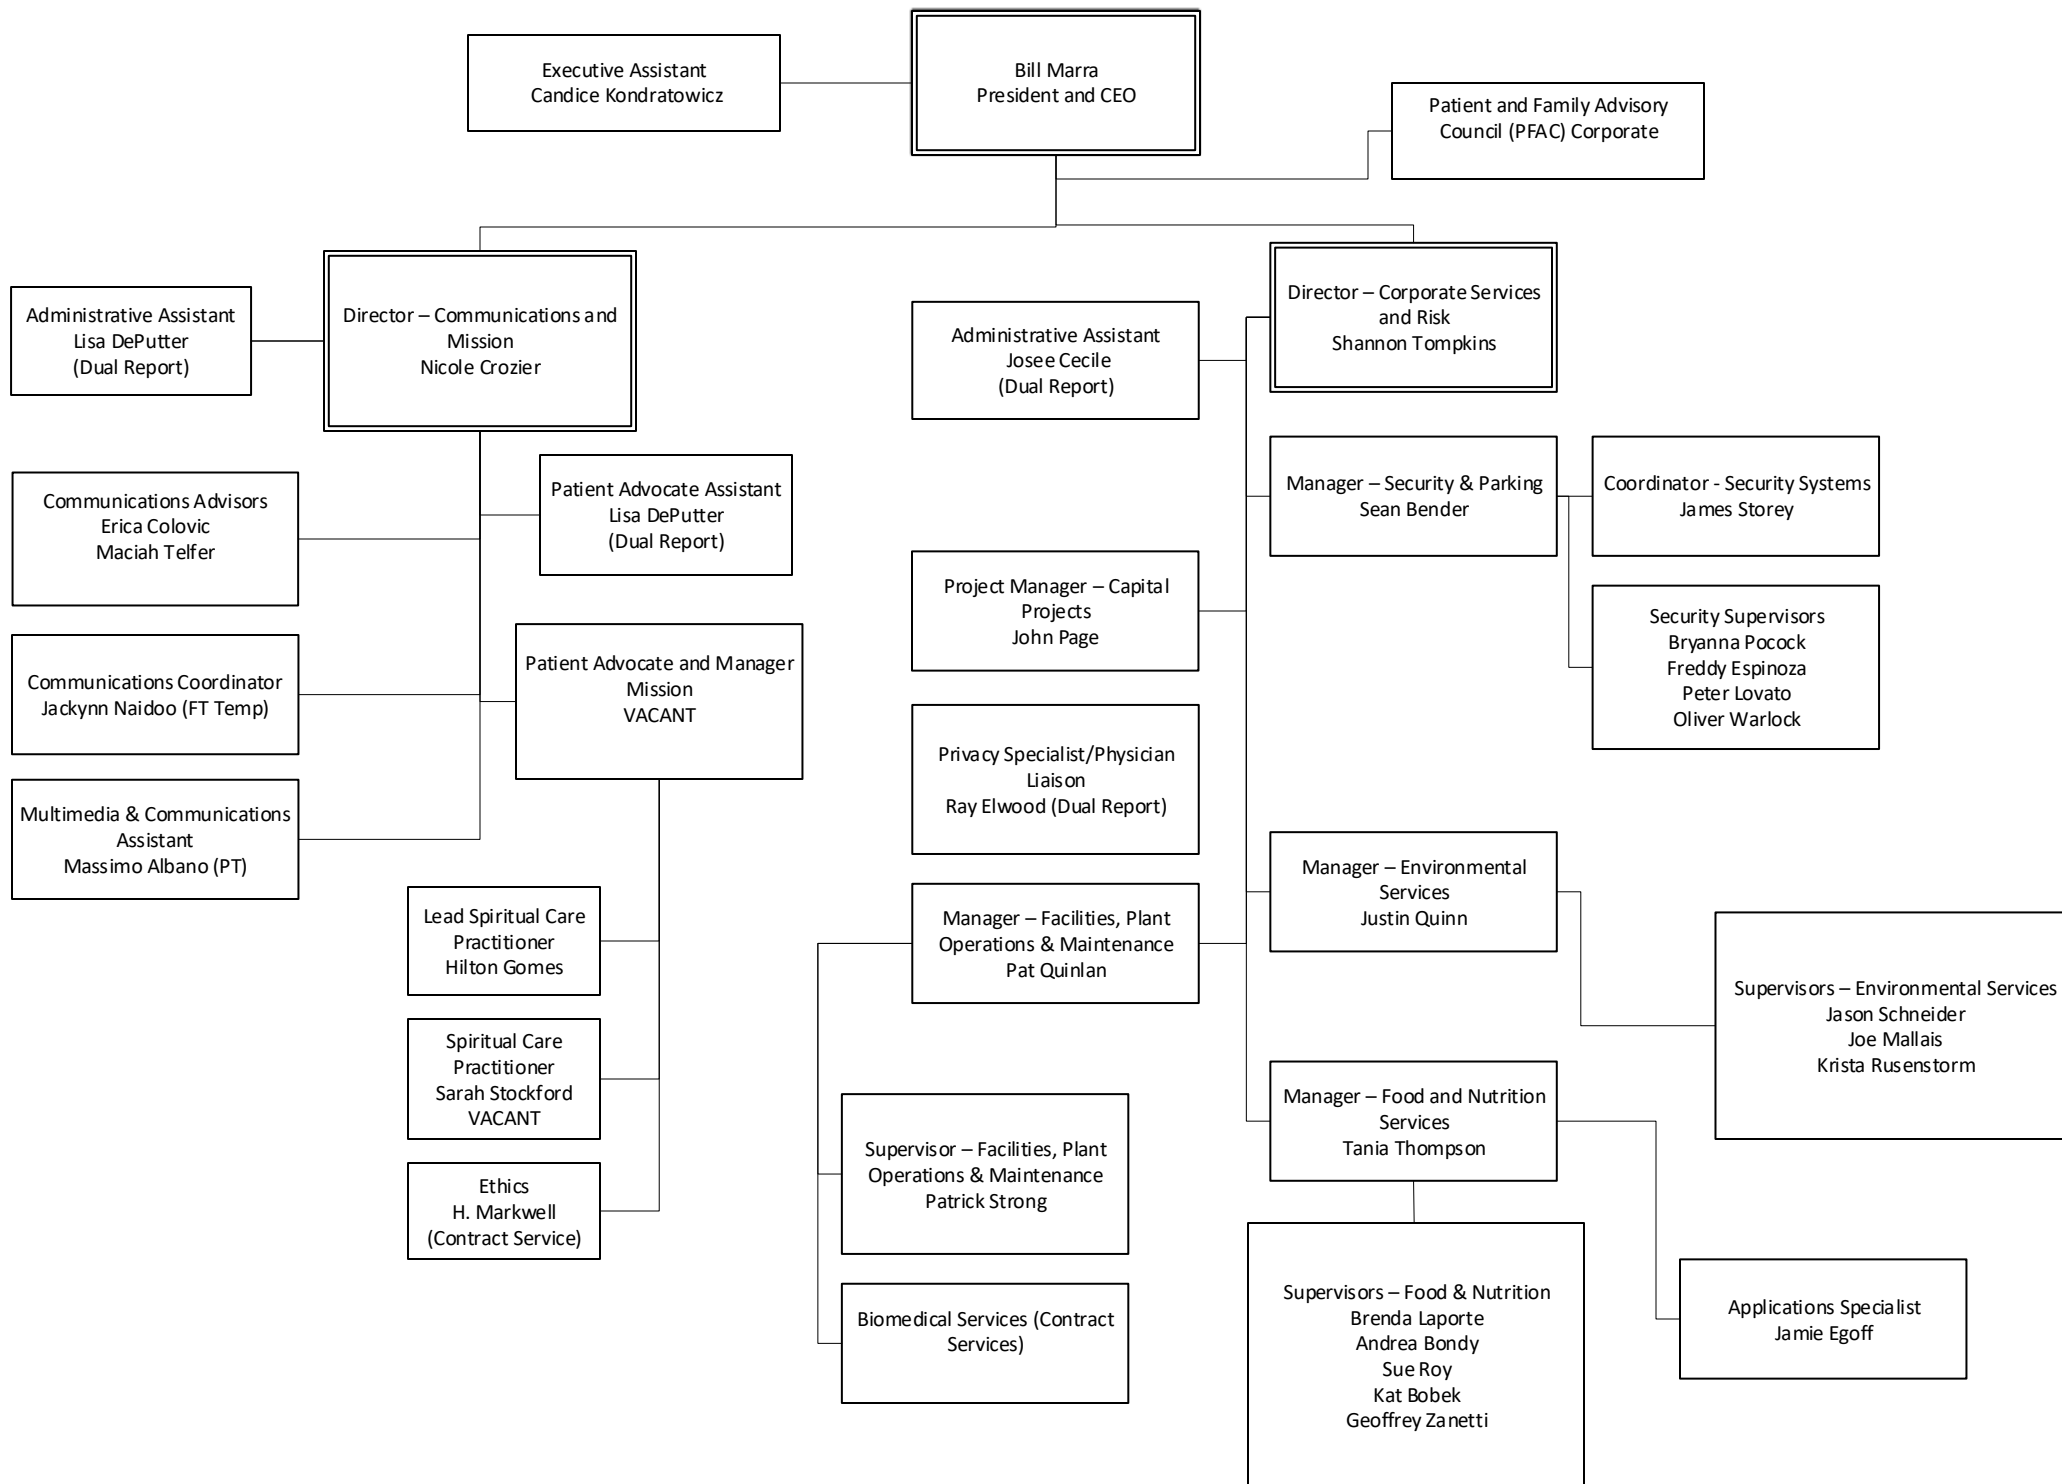 Executive Assistant
Candice Kondratowicz
Bill Marra
President and CEO
Patient and Family Advisory
Council (PFAC) Corporate
Administrative Assistant
Lisa DePutter
(Dual Report)
Director – Communications and
Mission
Nicole Crozier
Administrative Assistant
Josee Cecile
(Dual Report)
Director – Corporate Services
and Risk
Shannon Tompkins
Communications Advisors
Erica Colovic
Maciah Telfer
Patient Advocate Assistant
Lisa DePutter
(Dual Report)
Manager – Security & Parking
Sean Bender
Coordinator - Security Systems
James Storey
Project Manager – Capital
Projects
John Page
Security Supervisors
Bryanna Pocock
Freddy Espinoza
Peter Lovato
Oliver Warlock
Communications Coordinator
Jackynn Naidoo (FT Temp)
Patient Advocate and Manager
Mission
VACANT
Privacy Specialist/Physician
Liaison
Ray Elwood (Dual Report)
Multimedia & Communications
Assistant
Massimo Albano (PT)
Lead Spiritual Care
Practitioner
Hilton Gomes
Manager – Facilities, Plant
Operations & Maintenance
Pat Quinlan
Manager – Environmental
Services
Justin Quinn
Supervisors – Environmental Services
Jason Schneider
Joe Mallais
Krista Rusenstorm
Spiritual Care
Practitioner
Sarah Stockford
VACANT
Manager – Food and Nutrition
Services
Tania Thompson
Supervisor – Facilities, Plant
Operations & Maintenance
Patrick Strong
Ethics
H. Markwell
(Contract Service)
Biomedical Services (Contract
Services)
Supervisors – Food & Nutrition
Brenda Laporte
Andrea Bondy
Sue Roy
Kat Bobek
Geoffrey Zanetti
Applications Specialist
Jamie Egoff